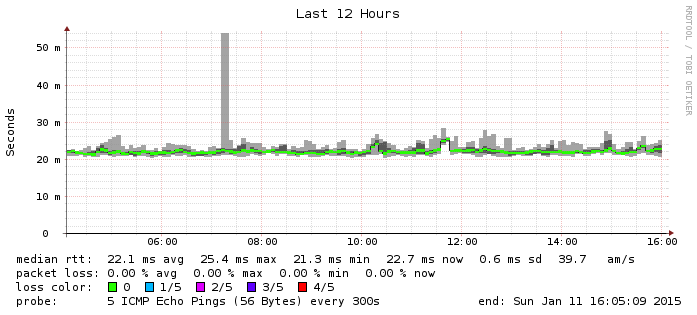 Last 12 Hours
RRDTOOL / TOBI OETIKER
Seconds
50 m
40 m
30 m
20 m
10 m
0
06:00 08:00 10:00 12:00 14:00 16:00
median rtt: 22.1 ms avg 25.4 ms max 21.3 ms min 22.7 ms now 0.6 ms sd 39.7 am/s
packet loss: 0.00 % avg 0.00 % max 0.00 % min 0.00 % now
loss color: 0 1/5 2/5 3/5 4/5
probe: 5 ICMP Echo Pings (56 Bytes) every 300s end: Sun Jan 11 16:05:09 2015